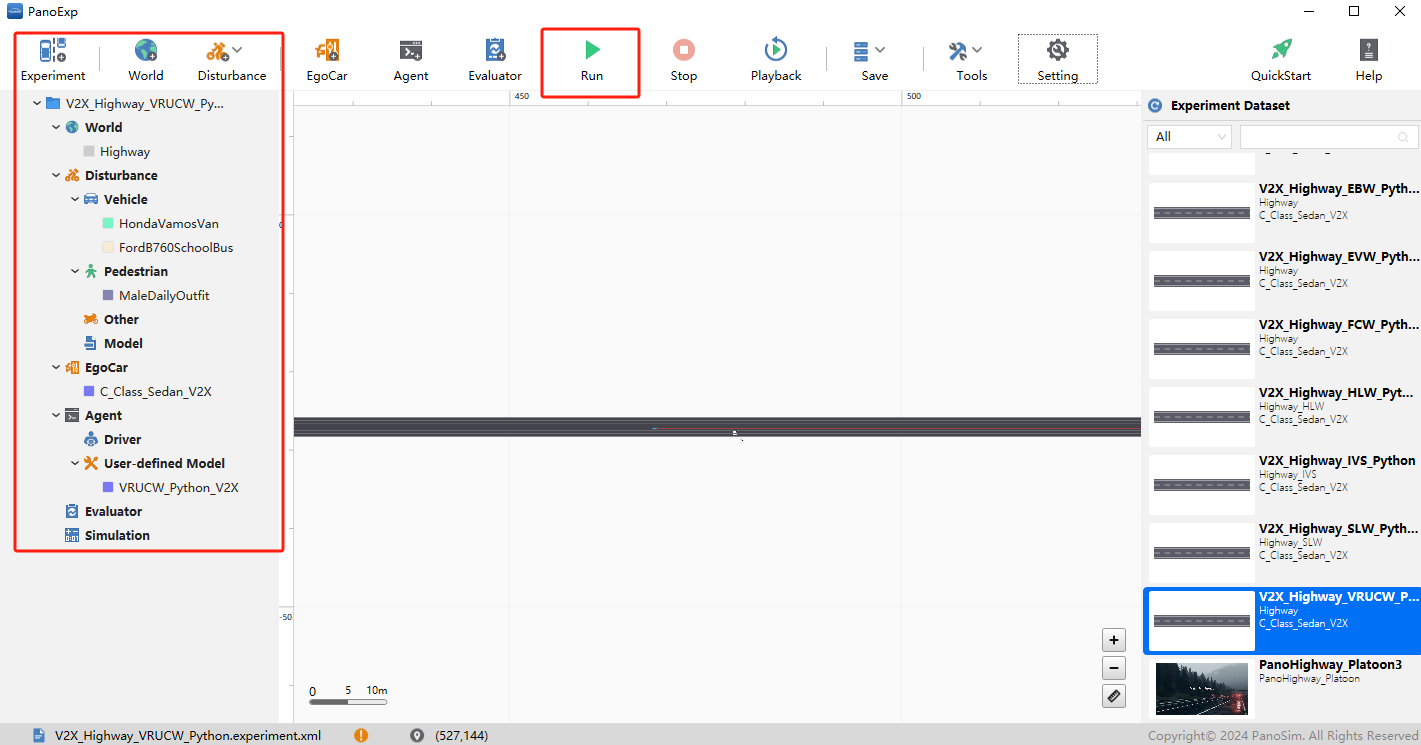 PanoExp
Experiment
World
Disturbance
EgoCar
Agent
Evaluator
Run
Stop
Playback
Save
Tools
Setting
QuickStart
Help
V2X_Highway_VRUCW_Py...
World
Highway
Disturbance
Vehicle
HondaVamosVan
FordB760SchoolBus
Pedestrian
MaleDailyOutfit
Other
Model
EgoCar
C_Class_Sedan_V2X
Agent
Driver
User-defined Model
VRUCW_Python_V2X
Evaluator
Simulation
450
500
-50
0 5 10m
Experiment Dataset
All
V2X_Highway_EBW_Pyth...
Highway
C_Class_Sedan_V2X
V2X_Highway_EVW_Pyth...
Highway
C_Class_Sedan_V2X
V2X_Highway_FCW_Pyth...
Highway
C_Class_Sedan_V2X
V2X_Highway_HLW_Pyt...
Highway_HLW
C_Class_Sedan_V2X
V2X_Highway_IVS_Python
Highway_IVS
C_Class_Sedan_V2X
V2X_Highway_SLW_Pyth...
Highway_SLW
C_Class_Sedan_V2X
V2X_Highway_VRUCW_P...
Highway
C_Class_Sedan_V2X
PanoHighway_Platoon3
PanoHighway_Platoon
V2X_Highway_VRUCW_Python.experiment.xml
(527,144)
Copyright© 2024 PanoSim. All Rights Reserved